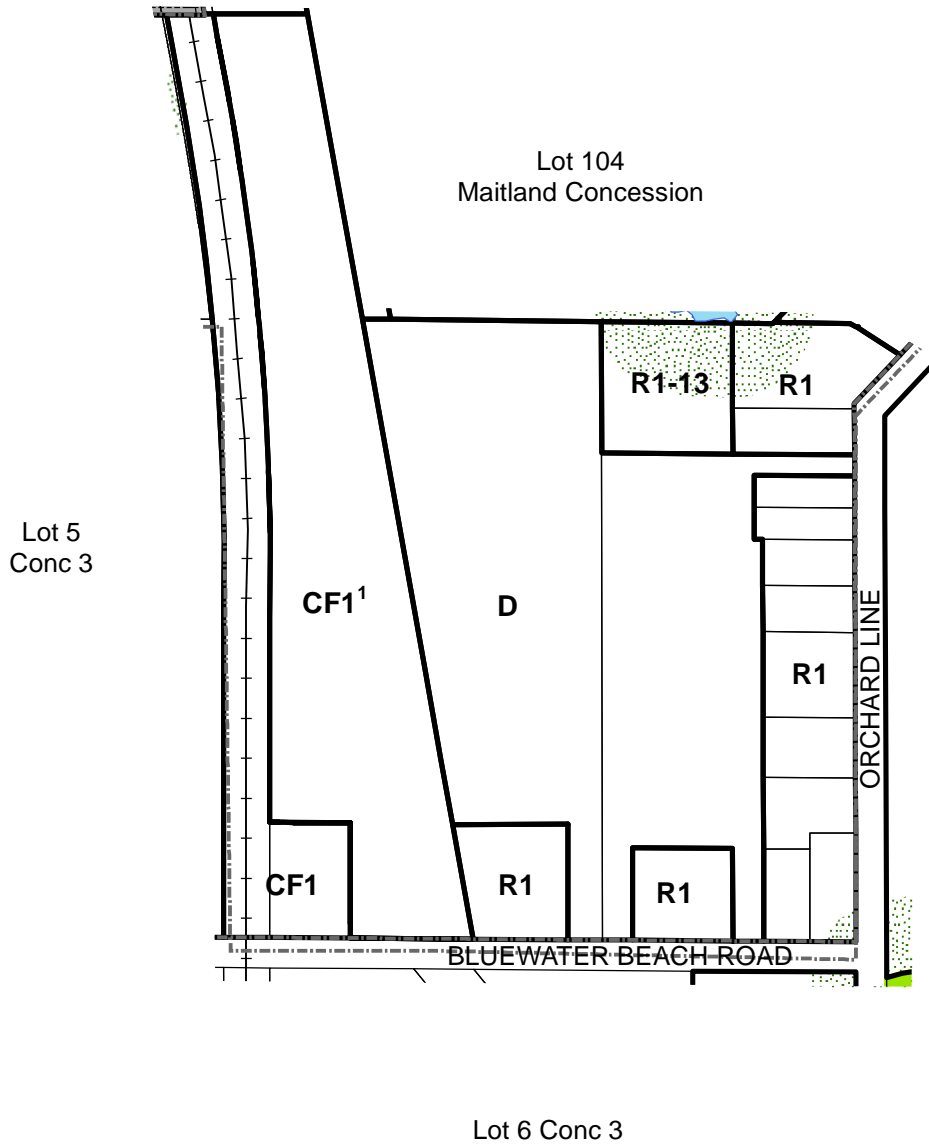 Lot 104
Maitland Concession
R1-13
R1
Lot 5
Conc 3
CF1¹
D
R1
ORCHARD LINE
CF1
R1
R1
BLUEWATER BEACH ROAD
Lot 6 Conc 3